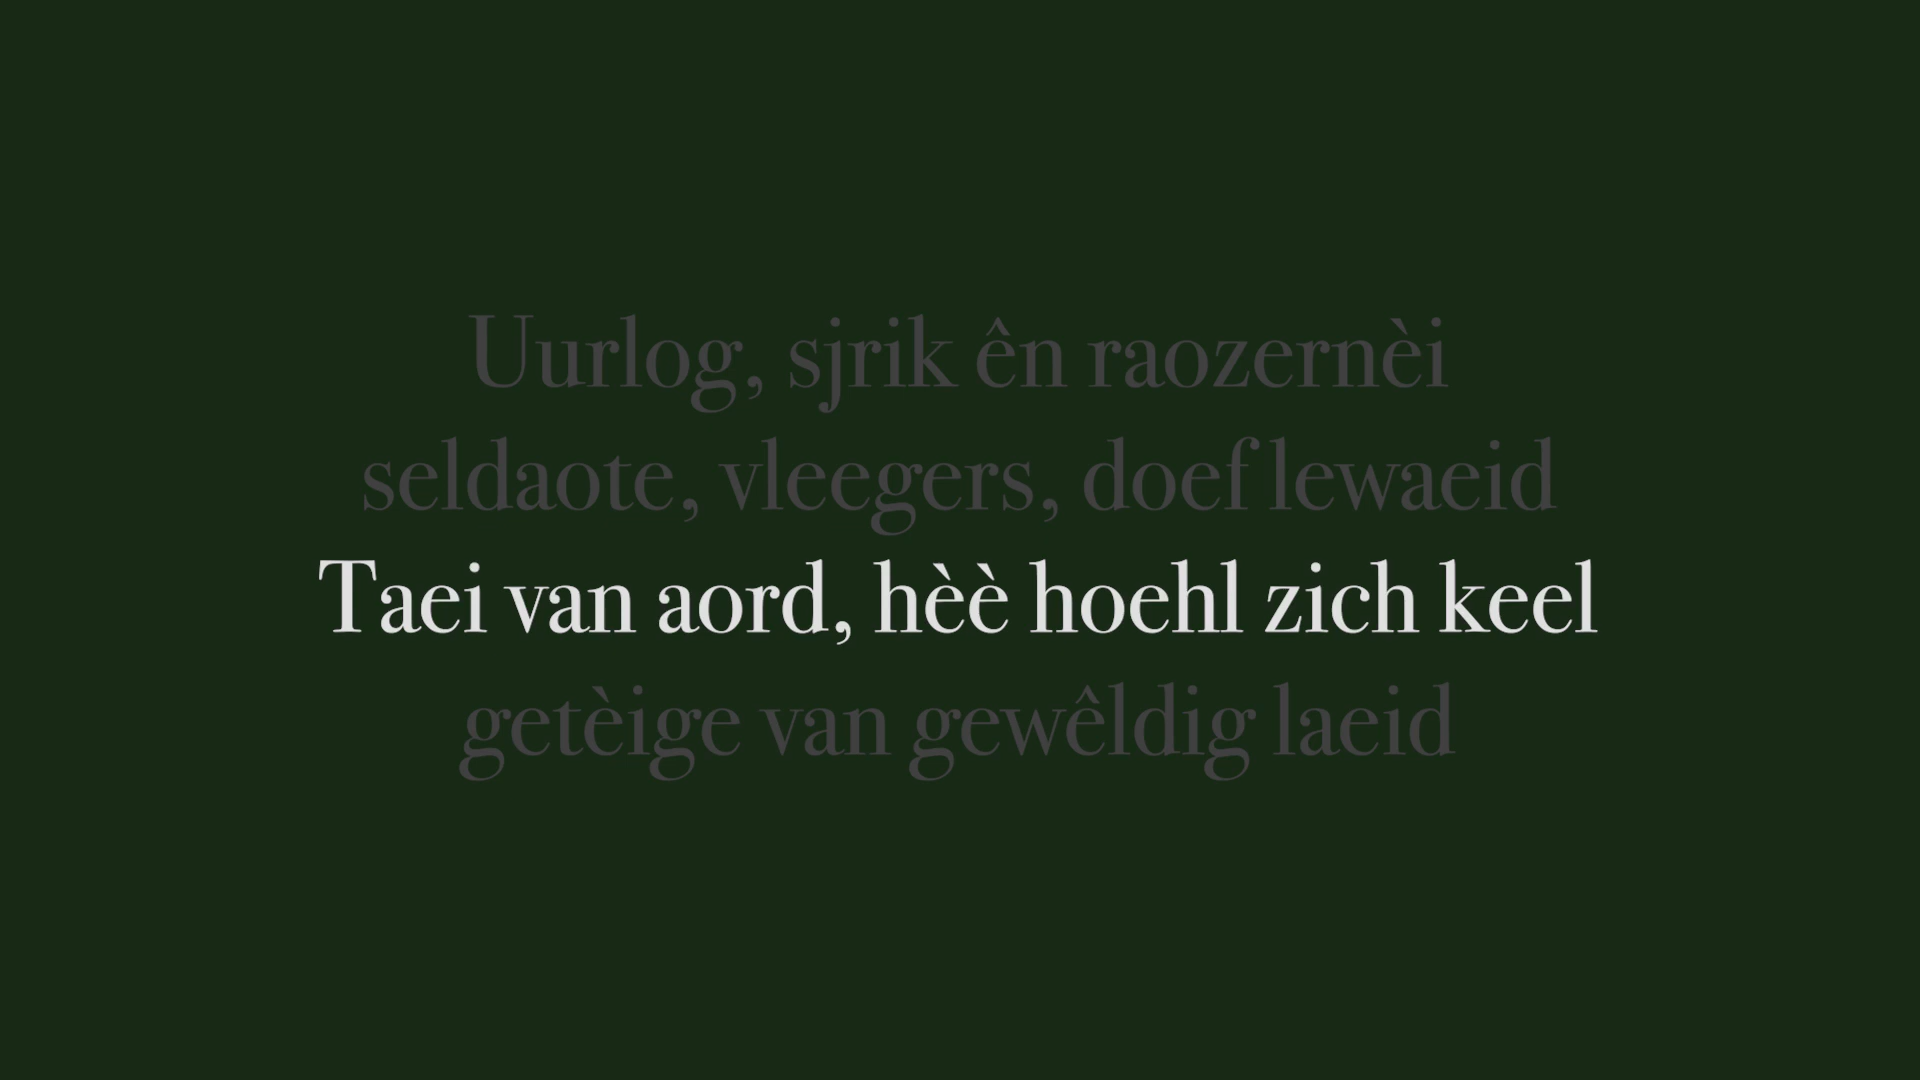 Uurlog, sjrik ên raozernèi
seldaote, vleegers, doef lewaeid
Taei van aord, hèè hoehl zich keel
getèige van gewêldig laeid